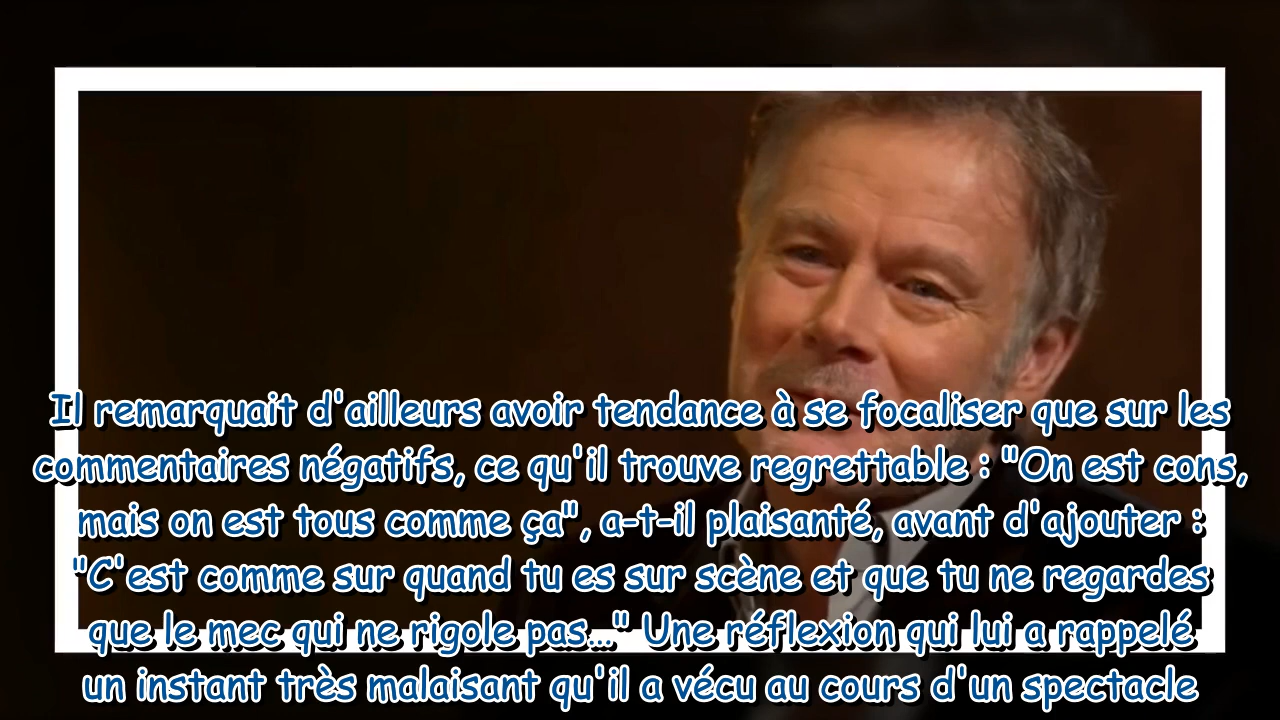 Il remarquait d'ailleurs avoir tendance à se focaliser que sur les
commentaires négatifs, ce qu'il trouve regrettable : "On est cons,
mais on est tous comme ça", a-t-il plaisanté, avant d'ajouter :
"C'est comme sur quand tu es sur scène et que tu ne regardes
que le mec qui ne rigole pas..." Une réflexion qui lui a rappelé
un instant très malaisant qu'il a vécu au cours d'un spectacle